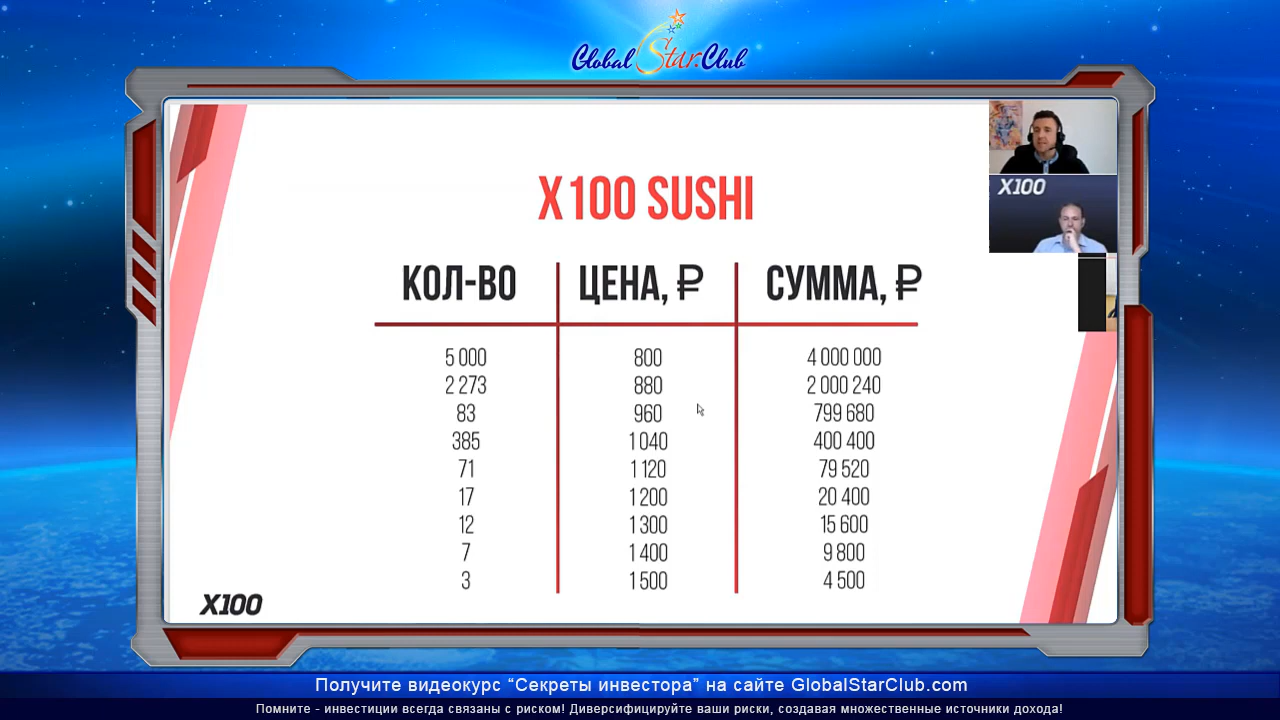 Global Star.Club
X100
X100 SUSHI
КОЛ-ВО ЦЕНА, ₽ СУММА, ₽
5 000 800 4 000 000
2 273 880 2 000 240
83 960 799 680
385 1 040 400 400
71 1 120 79 520
17 1 200 20 400
12 1 300 15 600
7 1 400 9 800
3 1 500 4 500
X100
Получите видеокурс “Секреты инвестора” на сайте GlobalStarClub.com
Помните - инвестиции всегда связаны с риском! Диверсифицируйте ваши риски, создавая множественные источники дохода!